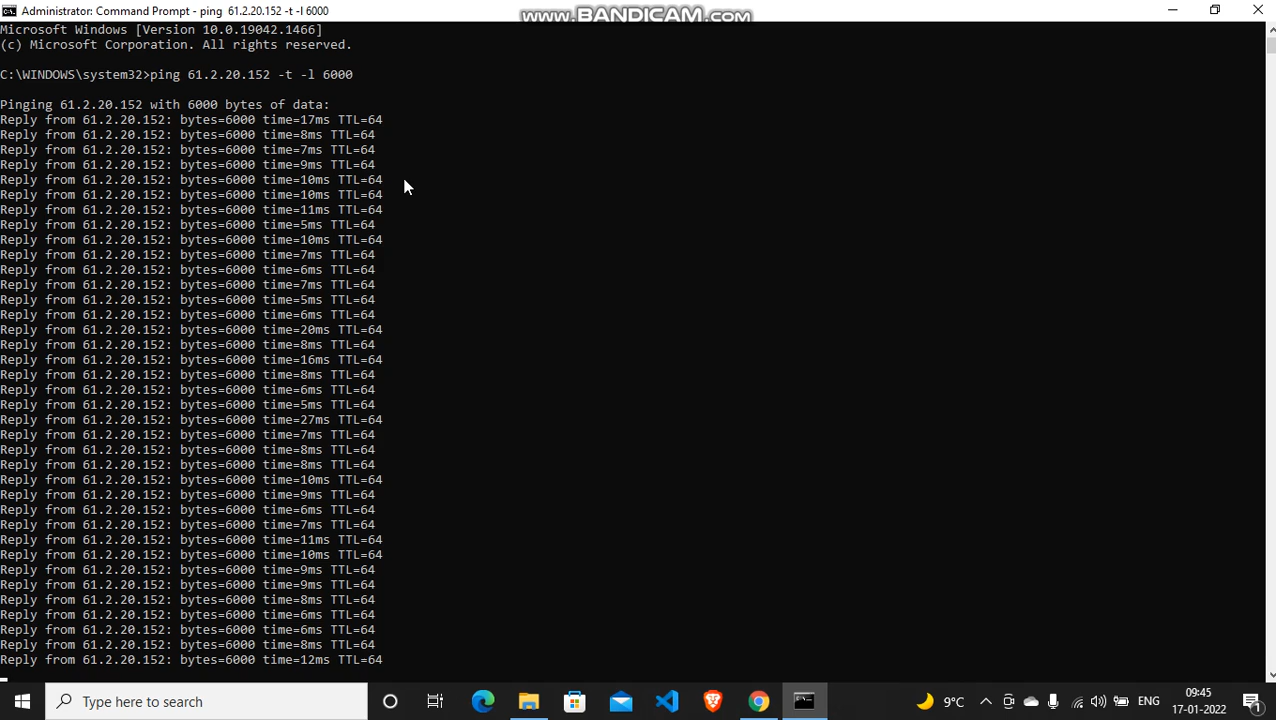 Administrator: Command Prompt - ping 61.2.20.152 -t -l 6000
www.BANDICAM.com
Microsoft Windows [Version 10.0.19042.1466]
(c) Microsoft Corporation. All rights reserved.
C:\WINDOWS\system32>ping 61.2.20.152 -t -l 6000
Pinging 61.2.20.152 with 6000 bytes of data:
Reply from 61.2.20.152: bytes=6000 time=17ms TTL=64
Reply from 61.2.20.152: bytes=6000 time=8ms TTL=64
Reply from 61.2.20.152: bytes=6000 time=7ms TTL=64
Reply from 61.2.20.152: bytes=6000 time=9ms TTL=64
Reply from 61.2.20.152: bytes=6000 time=10ms TTL=64
Reply from 61.2.20.152: bytes=6000 time=10ms TTL=64
Reply from 61.2.20.152: bytes=6000 time=11ms TTL=64
Reply from 61.2.20.152: bytes=6000 time=5ms TTL=64
Reply from 61.2.20.152: bytes=6000 time=10ms TTL=64
Reply from 61.2.20.152: bytes=6000 time=7ms TTL=64
Reply from 61.2.20.152: bytes=6000 time=6ms TTL=64
Reply from 61.2.20.152: bytes=6000 time=7ms TTL=64
Reply from 61.2.20.152: bytes=6000 time=5ms TTL=64
Reply from 61.2.20.152: bytes=6000 time=6ms TTL=64
Reply from 61.2.20.152: bytes=6000 time=20ms TTL=64
Reply from 61.2.20.152: bytes=6000 time=8ms TTL=64
Reply from 61.2.20.152: bytes=6000 time=16ms TTL=64
Reply from 61.2.20.152: bytes=6000 time=8ms TTL=64
Reply from 61.2.20.152: bytes=6000 time=6ms TTL=64
Reply from 61.2.20.152: bytes=6000 time=5ms TTL=64
Reply from 61.2.20.152: bytes=6000 time=27ms TTL=64
Reply from 61.2.20.152: bytes=6000 time=7ms TTL=64
Reply from 61.2.20.152: bytes=6000 time=8ms TTL=64
Reply from 61.2.20.152: bytes=6000 time=8ms TTL=64
Reply from 61.2.20.152: bytes=6000 time=10ms TTL=64
Reply from 61.2.20.152: bytes=6000 time=9ms TTL=64
Reply from 61.2.20.152: bytes=6000 time=6ms TTL=64
Reply from 61.2.20.152: bytes=6000 time=7ms TTL=64
Reply from 61.2.20.152: bytes=6000 time=11ms TTL=64
Reply from 61.2.20.152: bytes=6000 time=10ms TTL=64
Reply from 61.2.20.152: bytes=6000 time=9ms TTL=64
Reply from 61.2.20.152: bytes=6000 time=9ms TTL=64
Reply from 61.2.20.152: bytes=6000 time=8ms TTL=64
Reply from 61.2.20.152: bytes=6000 time=6ms TTL=64
Reply from 61.2.20.152: bytes=6000 time=6ms TTL=64
Reply from 61.2.20.152: bytes=6000 time=8ms TTL=64
Reply from 61.2.20.152: bytes=6000 time=12ms TTL=64
Type here to search
9°C
ENG
09:45
17-01-2022
1